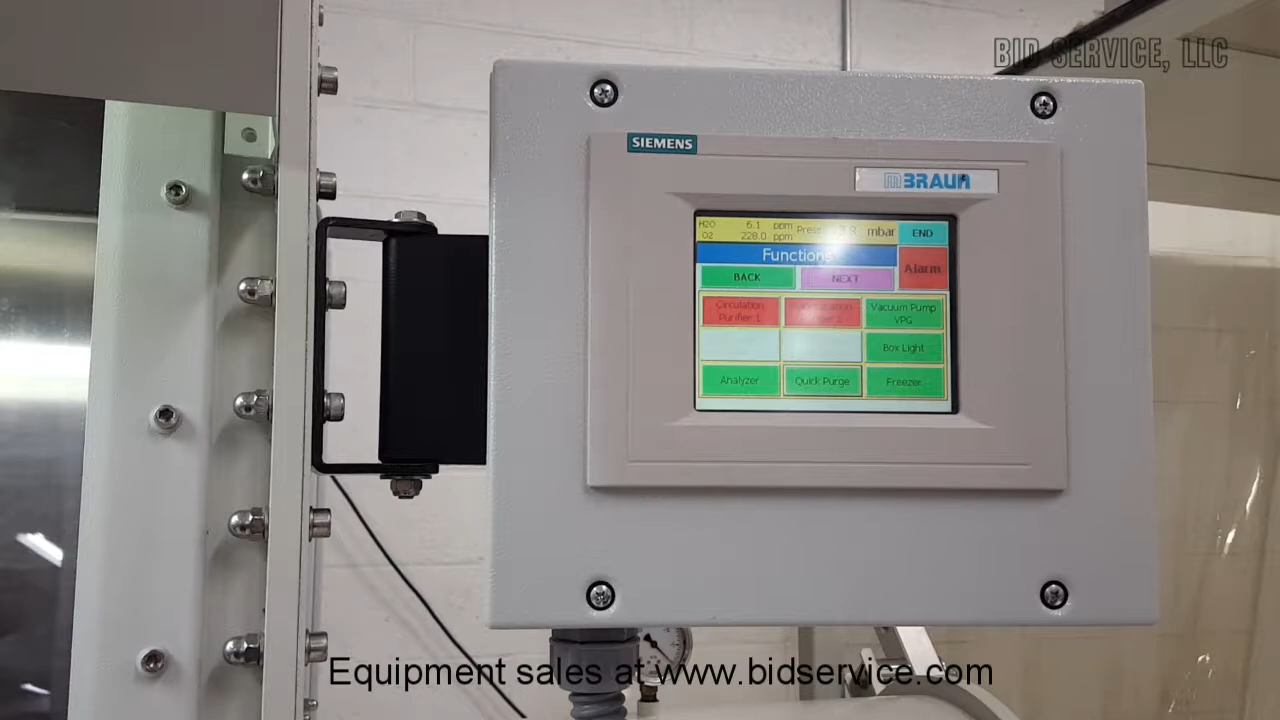 BID SERVICE, LLC
SIEMENS
mBRAUN
H2O 6.1 ppm
O2 228.0 ppm
Press mbar
END
Functions
Alarm
BACK NEXT
Circulation Purifier 1
Vacuum Pump VPG
Box Light
Analyzer Quick Purge Freezer
Equipment sales at www.bidservice.com